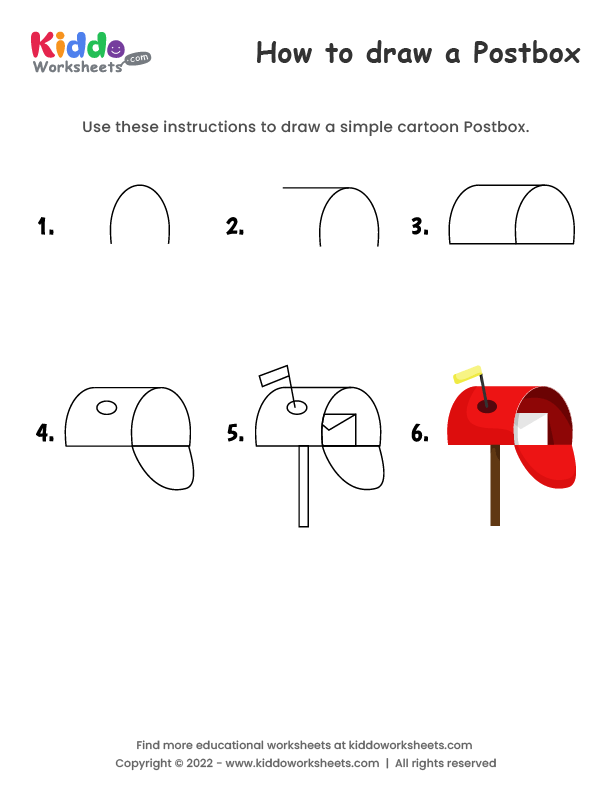 Kiddo
Worksheets.com
How to draw a Postbox
Use these instructions to draw a simple cartoon Postbox.
1.
2.
3.
4.
5.
6.
Find more educational worksheets at kiddoworksheets.com
Copyright © 2022 - www.kiddoworksheets.com | All rights reserved